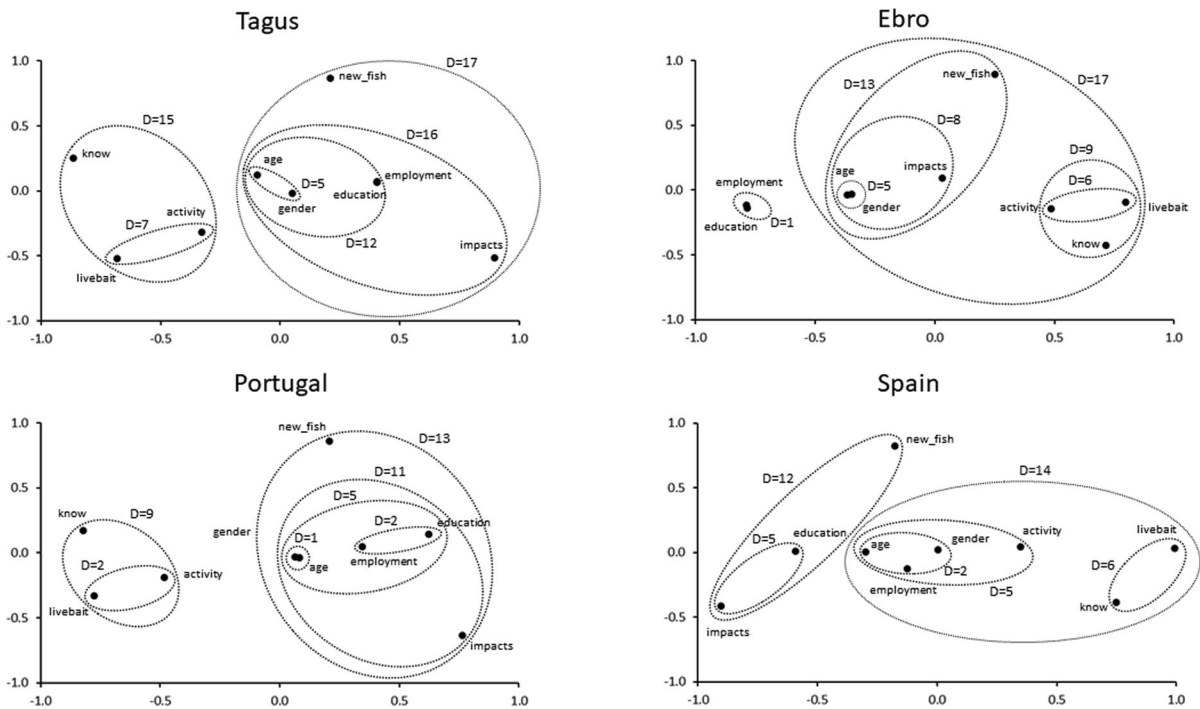 Tagus
1.0
0.5
0.0
-0.5
-1.0
-1.0
-0.5
0.0
0.5
1.0
new_fish
D=17
D=15
D=16
know
age
employment
D=5
education
gender
activity
D=7
D=12
impacts
livebait
Ebro
1.0
0.5
0.0
-0.5
-1.0
-1.0
-0.5
0.0
0.5
1.0
new_fish
D=13
D=17
D=8
D=9
age
impacts
D=6
employment
D=5
activity
livebait
gender
education
D=1
know
Portugal
1.0
0.5
0.0
-0.5
-1.0
-1.0
-0.5
0.0
0.5
1.0
new_fish
D=13
D=11
D=5
know
D=9
gender
D=2
education
D=1
D=2
employment
age
activity
livebait
impacts
Spain
1.0
0.5
0.0
-0.5
-1.0
-1.0
-0.5
0.0
0.5
1.0
new_fish
D=12
D=14
education
gender
activity
livebait
D=5
age
D=2
D=6
employment
D=5
know
impacts